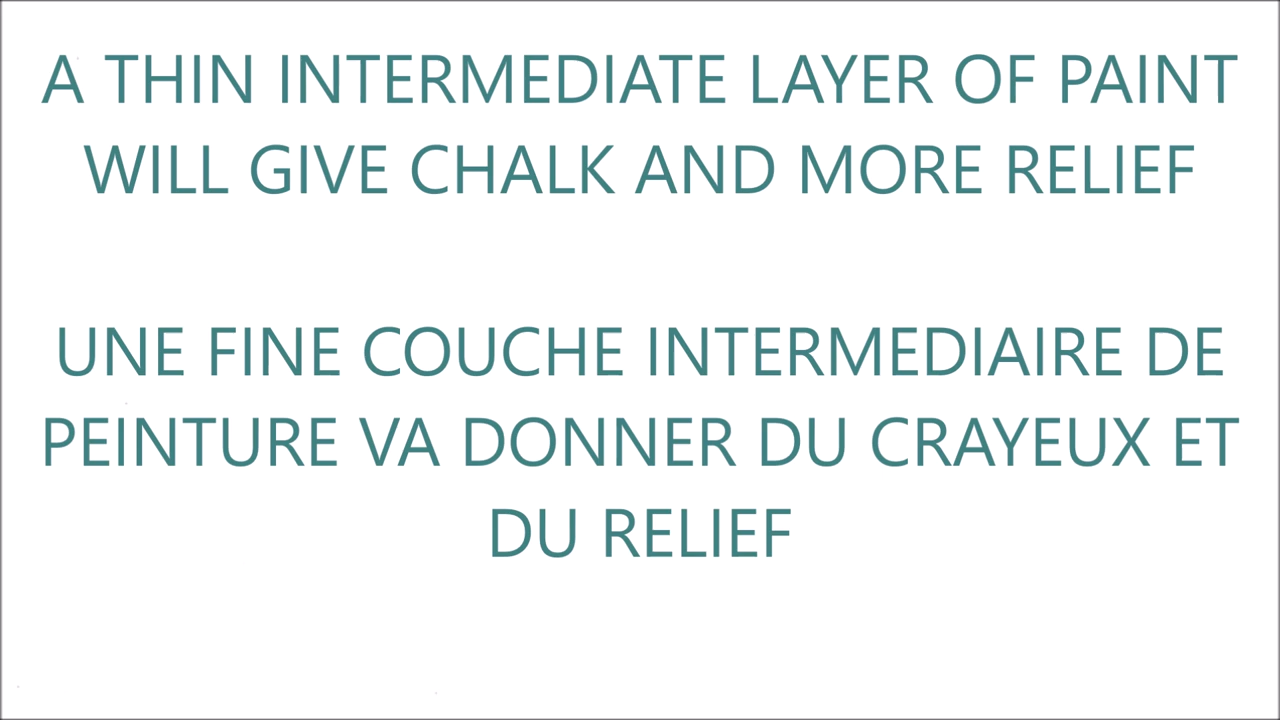 A THIN INTERMEDIATE LAYER OF PAINT
WILL GIVE CHALK AND MORE RELIEF
UNE FINE COUCHE INTERMEDIAIRE DE
PEINTURE VA DONNER DU CRAYEUX ET
DU RELIEF